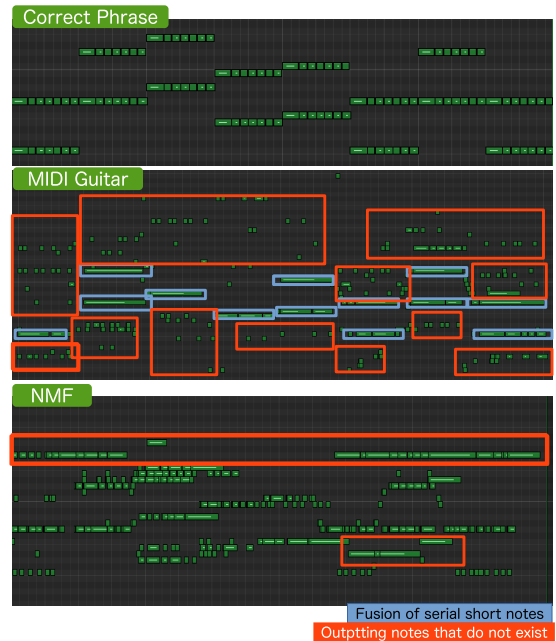 Correct Phrase
MIDI Guitar
NMF
Fusion of serial short notes
Outptting notes that do not exist